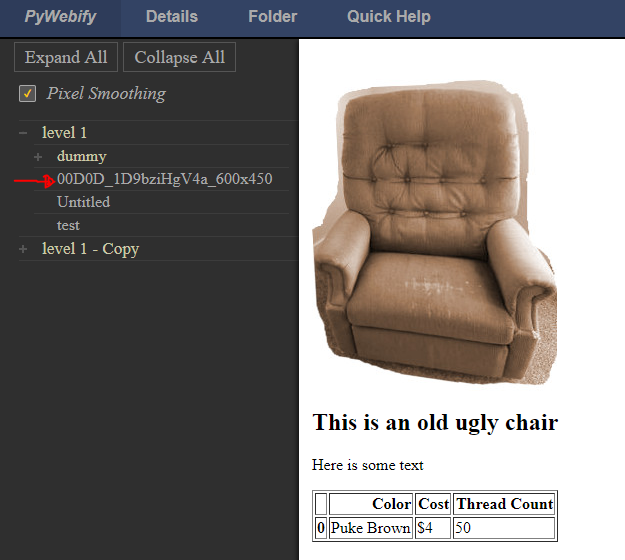 PyWebify Details Folder Quick Help
Expand All Collapse All
Pixel Smoothing
− level 1
+ dummy
00D0D_1D9bziHgV4a_600x450
Untitled
test
+ level 1 - Copy
This is an old ugly chair
Here is some text
Color Cost Thread Count
0 Puke Brown $4 50